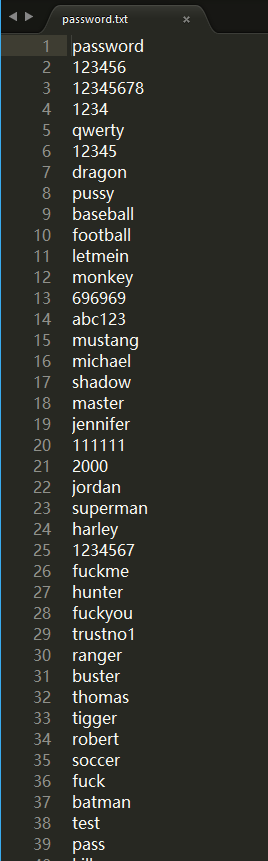 password.txt
1 password
2 123456
3 12345678
4 1234
5 qwerty
6 12345
7 dragon
8 pussy
9 baseball
10 football
11 letmein
12 monkey
13 696969
14 abc123
15 mustang
16 michael
17 shadow
18 master
19 jennifer
20 111111
21 2000
22 jordan
23 superman
24 harley
25 1234567
26 fuckme
27 hunter
28 fuckyou
29 trustno1
30 ranger
31 buster
32 thomas
33 tigger
34 robert
35 soccer
36 fuck
37 batman
38 test
39 pass